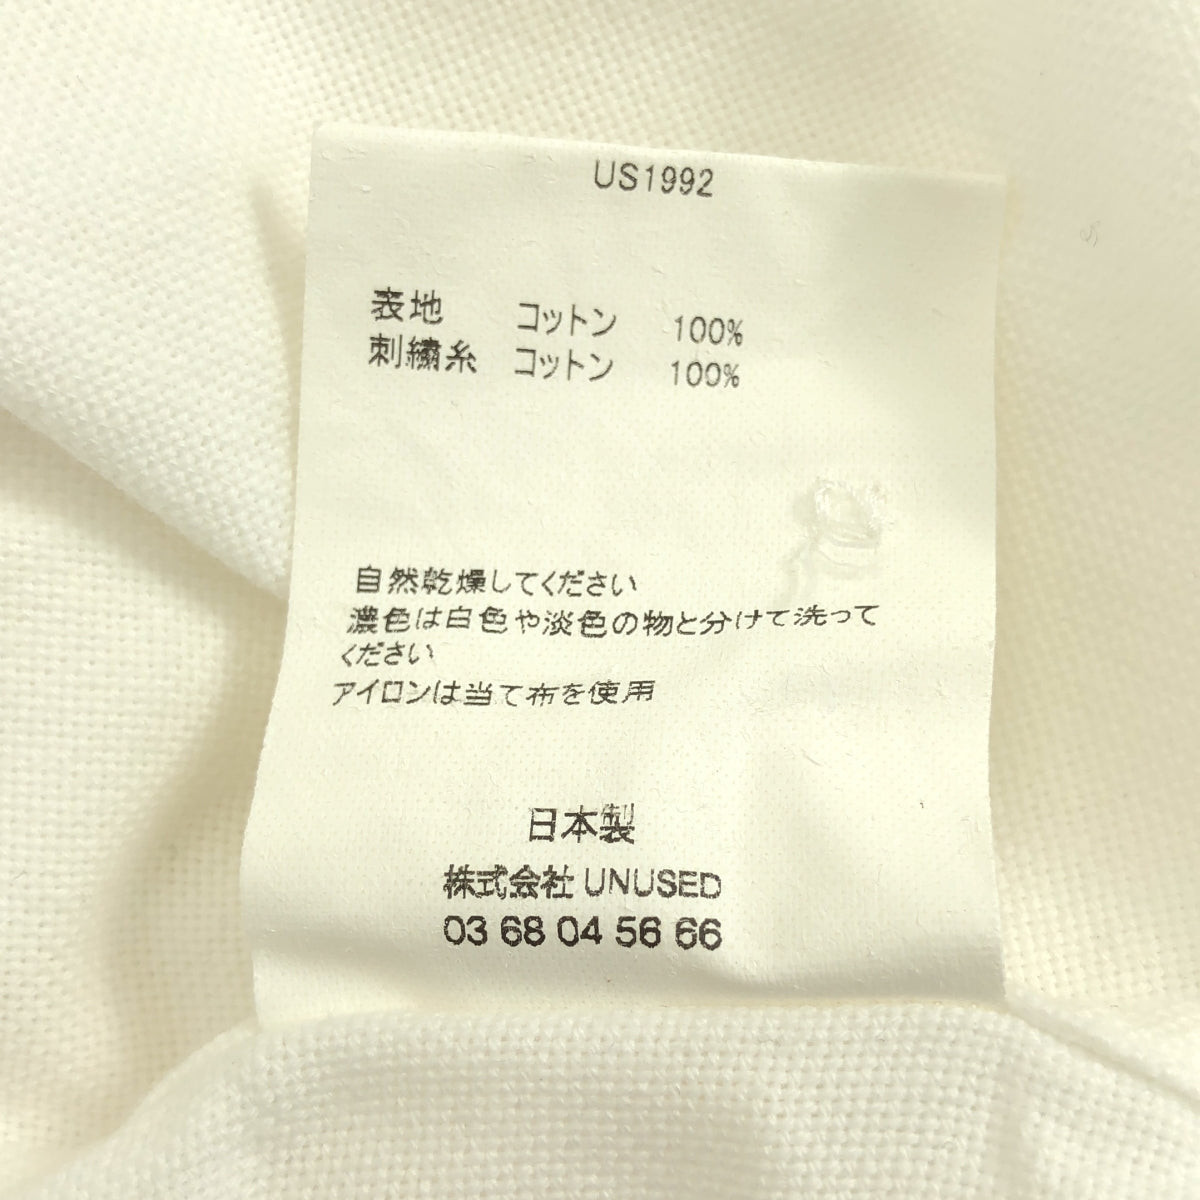 US1992
表地 コットン 100%
刺繍糸 コットン 100%
自然乾燥してください
濃色は白色や淡色の物と分けて洗って
ください
アイロンは当て布を使用
日本製
株式会社 UNUSED
03 68 04 56 66